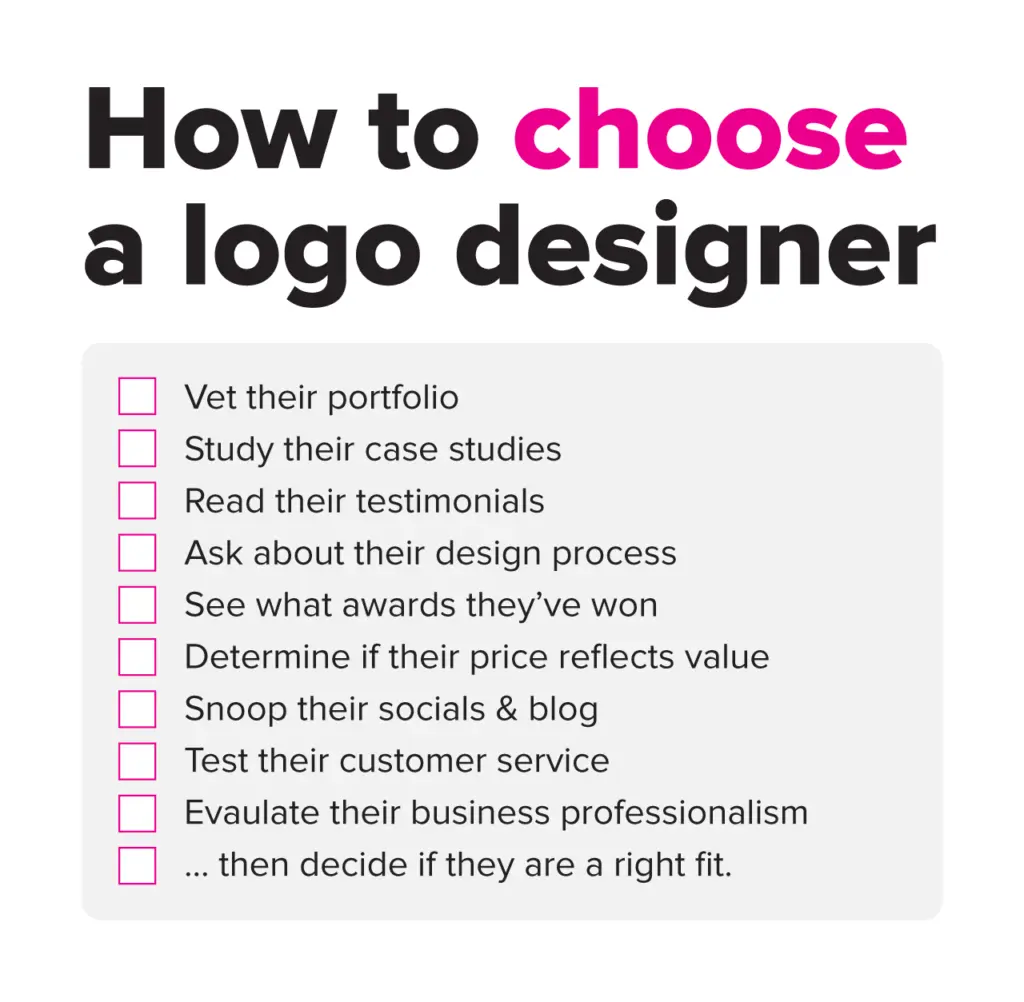 How to choose
a logo designer
Vet their portfolio
Study their case studies
Read their testimonials
Ask about their design process
See what awards they’ve won
Determine if their price reflects value
Snoop their socials & blog
Test their customer service
Evaulate their business professionalism
... then decide if they are a right fit.